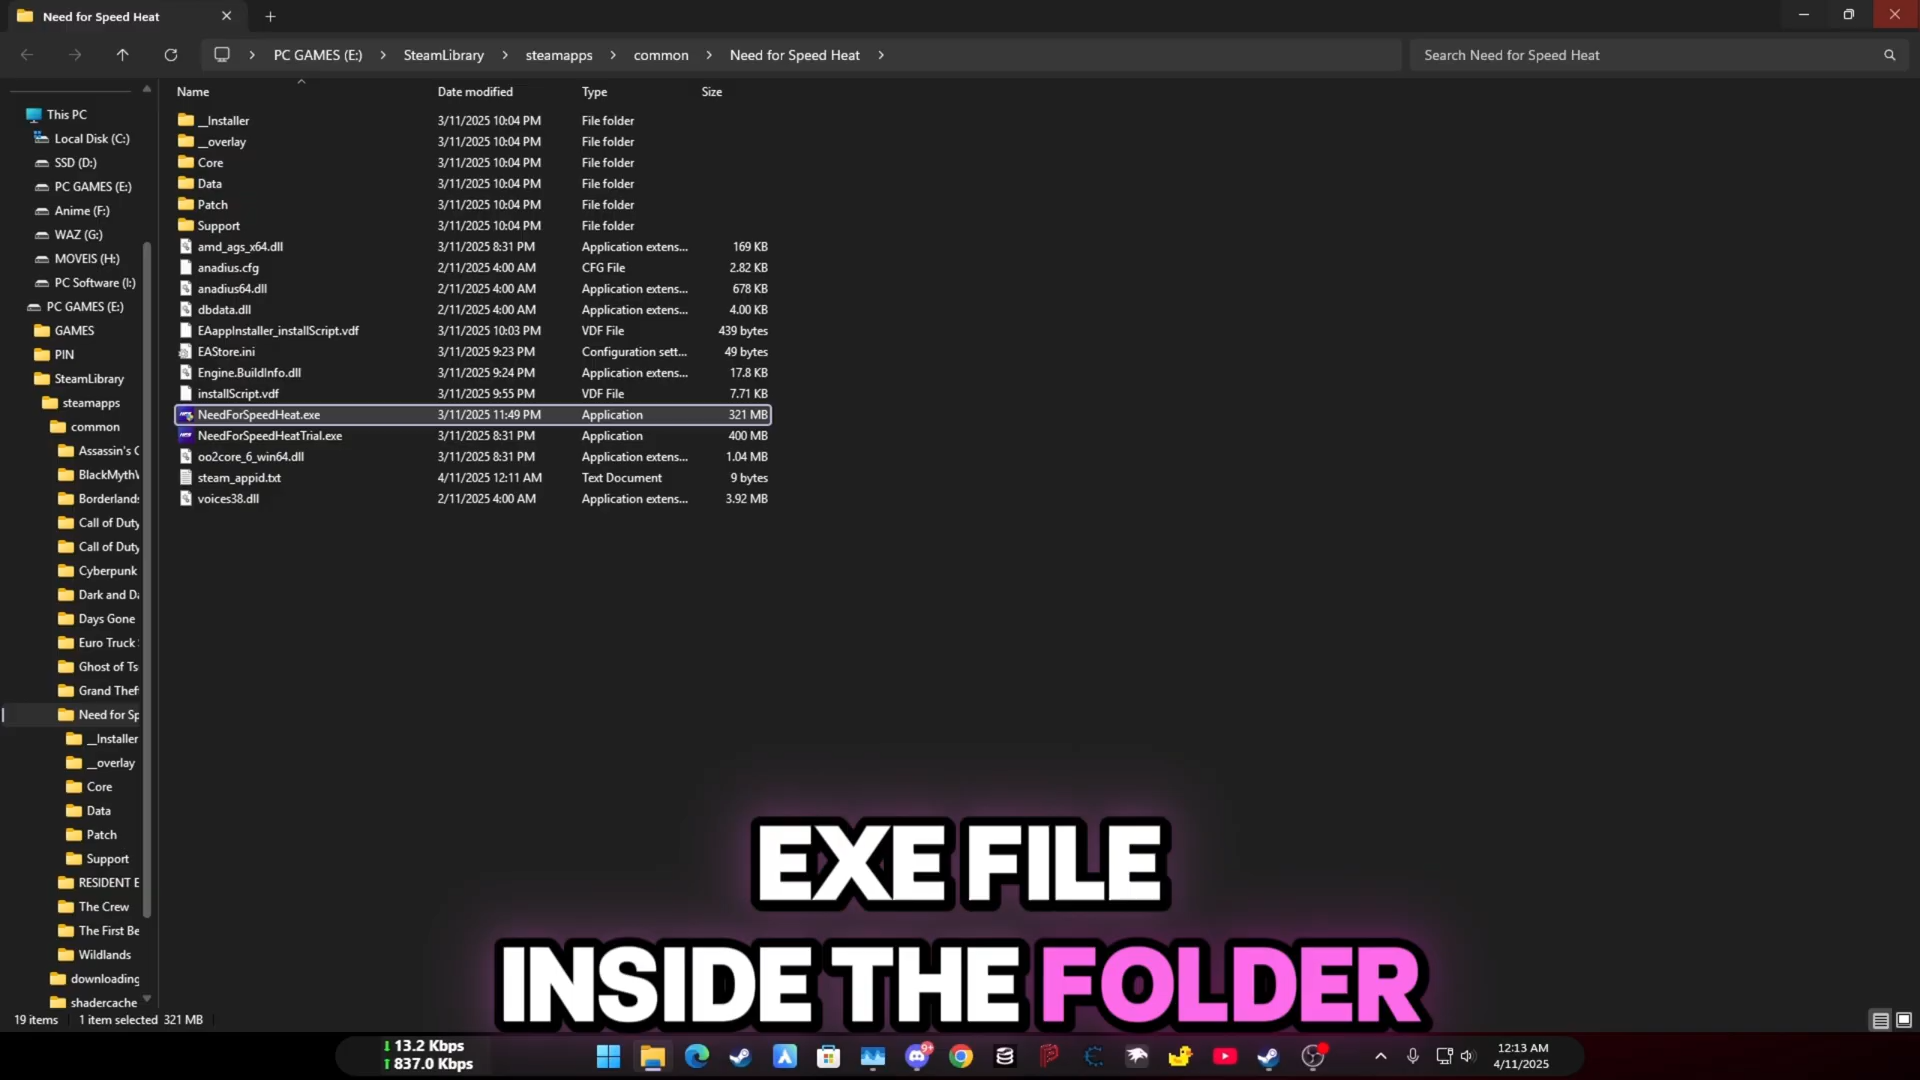 Need for Speed Heat
PC GAMES (E:) > SteamLibrary > steamapps > common > Need for Speed Heat >
Search Need for Speed Heat
Name Date modified Type Size
__Installer 3/11/2025 10:04 PM File folder
__overlay 3/11/2025 10:04 PM File folder
Core 3/11/2025 10:04 PM File folder
Data 3/11/2025 10:04 PM File folder
Patch 3/11/2025 10:04 PM File folder
Support 3/11/2025 10:04 PM File folder
amd_ags_x64.dll 3/11/2025 8:31 PM Application extens... 169 KB
anadius.cfg 2/11/2025 4:00 AM CFG File 2.82 KB
anadius64.dll 2/11/2025 4:00 AM Application extens... 678 KB
dbdata.dll 2/11/2025 4:00 AM Application extens... 4.00 KB
EAappInstaller_installScript.vdf 3/11/2025 10:03 PM VDF File 439 bytes
EAStore.ini 3/11/2025 9:23 PM Configuration sett... 49 bytes
Engine.BuildInfo.dll 3/11/2025 9:24 PM Application extens... 17.8 KB
installScript.vdf 3/11/2025 9:55 PM VDF File 7.71 KB
NeedForSpeedHeat.exe 3/11/2025 11:49 PM Application 321 MB
NeedForSpeedHeatTrial.exe 3/11/2025 8:31 PM Application 400 MB
oo2core_6_win64.dll 3/11/2025 8:31 PM Application extens... 1.04 MB
steam_appid.txt 4/11/2025 12:11 AM Text Document 9 bytes
voices38.dll 2/11/2025 4:00 AM Application extens... 3.92 MB
This PC
Local Disk (C:)
SSD (D:)
PC GAMES (E:)
Anime (F:)
WAZ (G:)
MOVEIS (H:)
PC Software (I:)
PC GAMES (E:)
GAMES
PIN
SteamLibrary
steamapps
common
Assassin's C
BlackMythW
Borderlands
Call of Duty
Call of Duty
Cyberpunk
Dark and Da
Days Gone
Euro Truck
Ghost of Ts
Grand Theft
Need for Sp
__Installer
__overlay
Core
Data
Patch
Support
RESIDENT E
The Crew
The First Be
Wildlands
downloading
shadercache
19 items 1 item selected 321 MB
EXE FILE
INSIDE THE FOLDER
13.2 Kbps
837.0 Kbps
9+
12:13 AM
4/11/2025